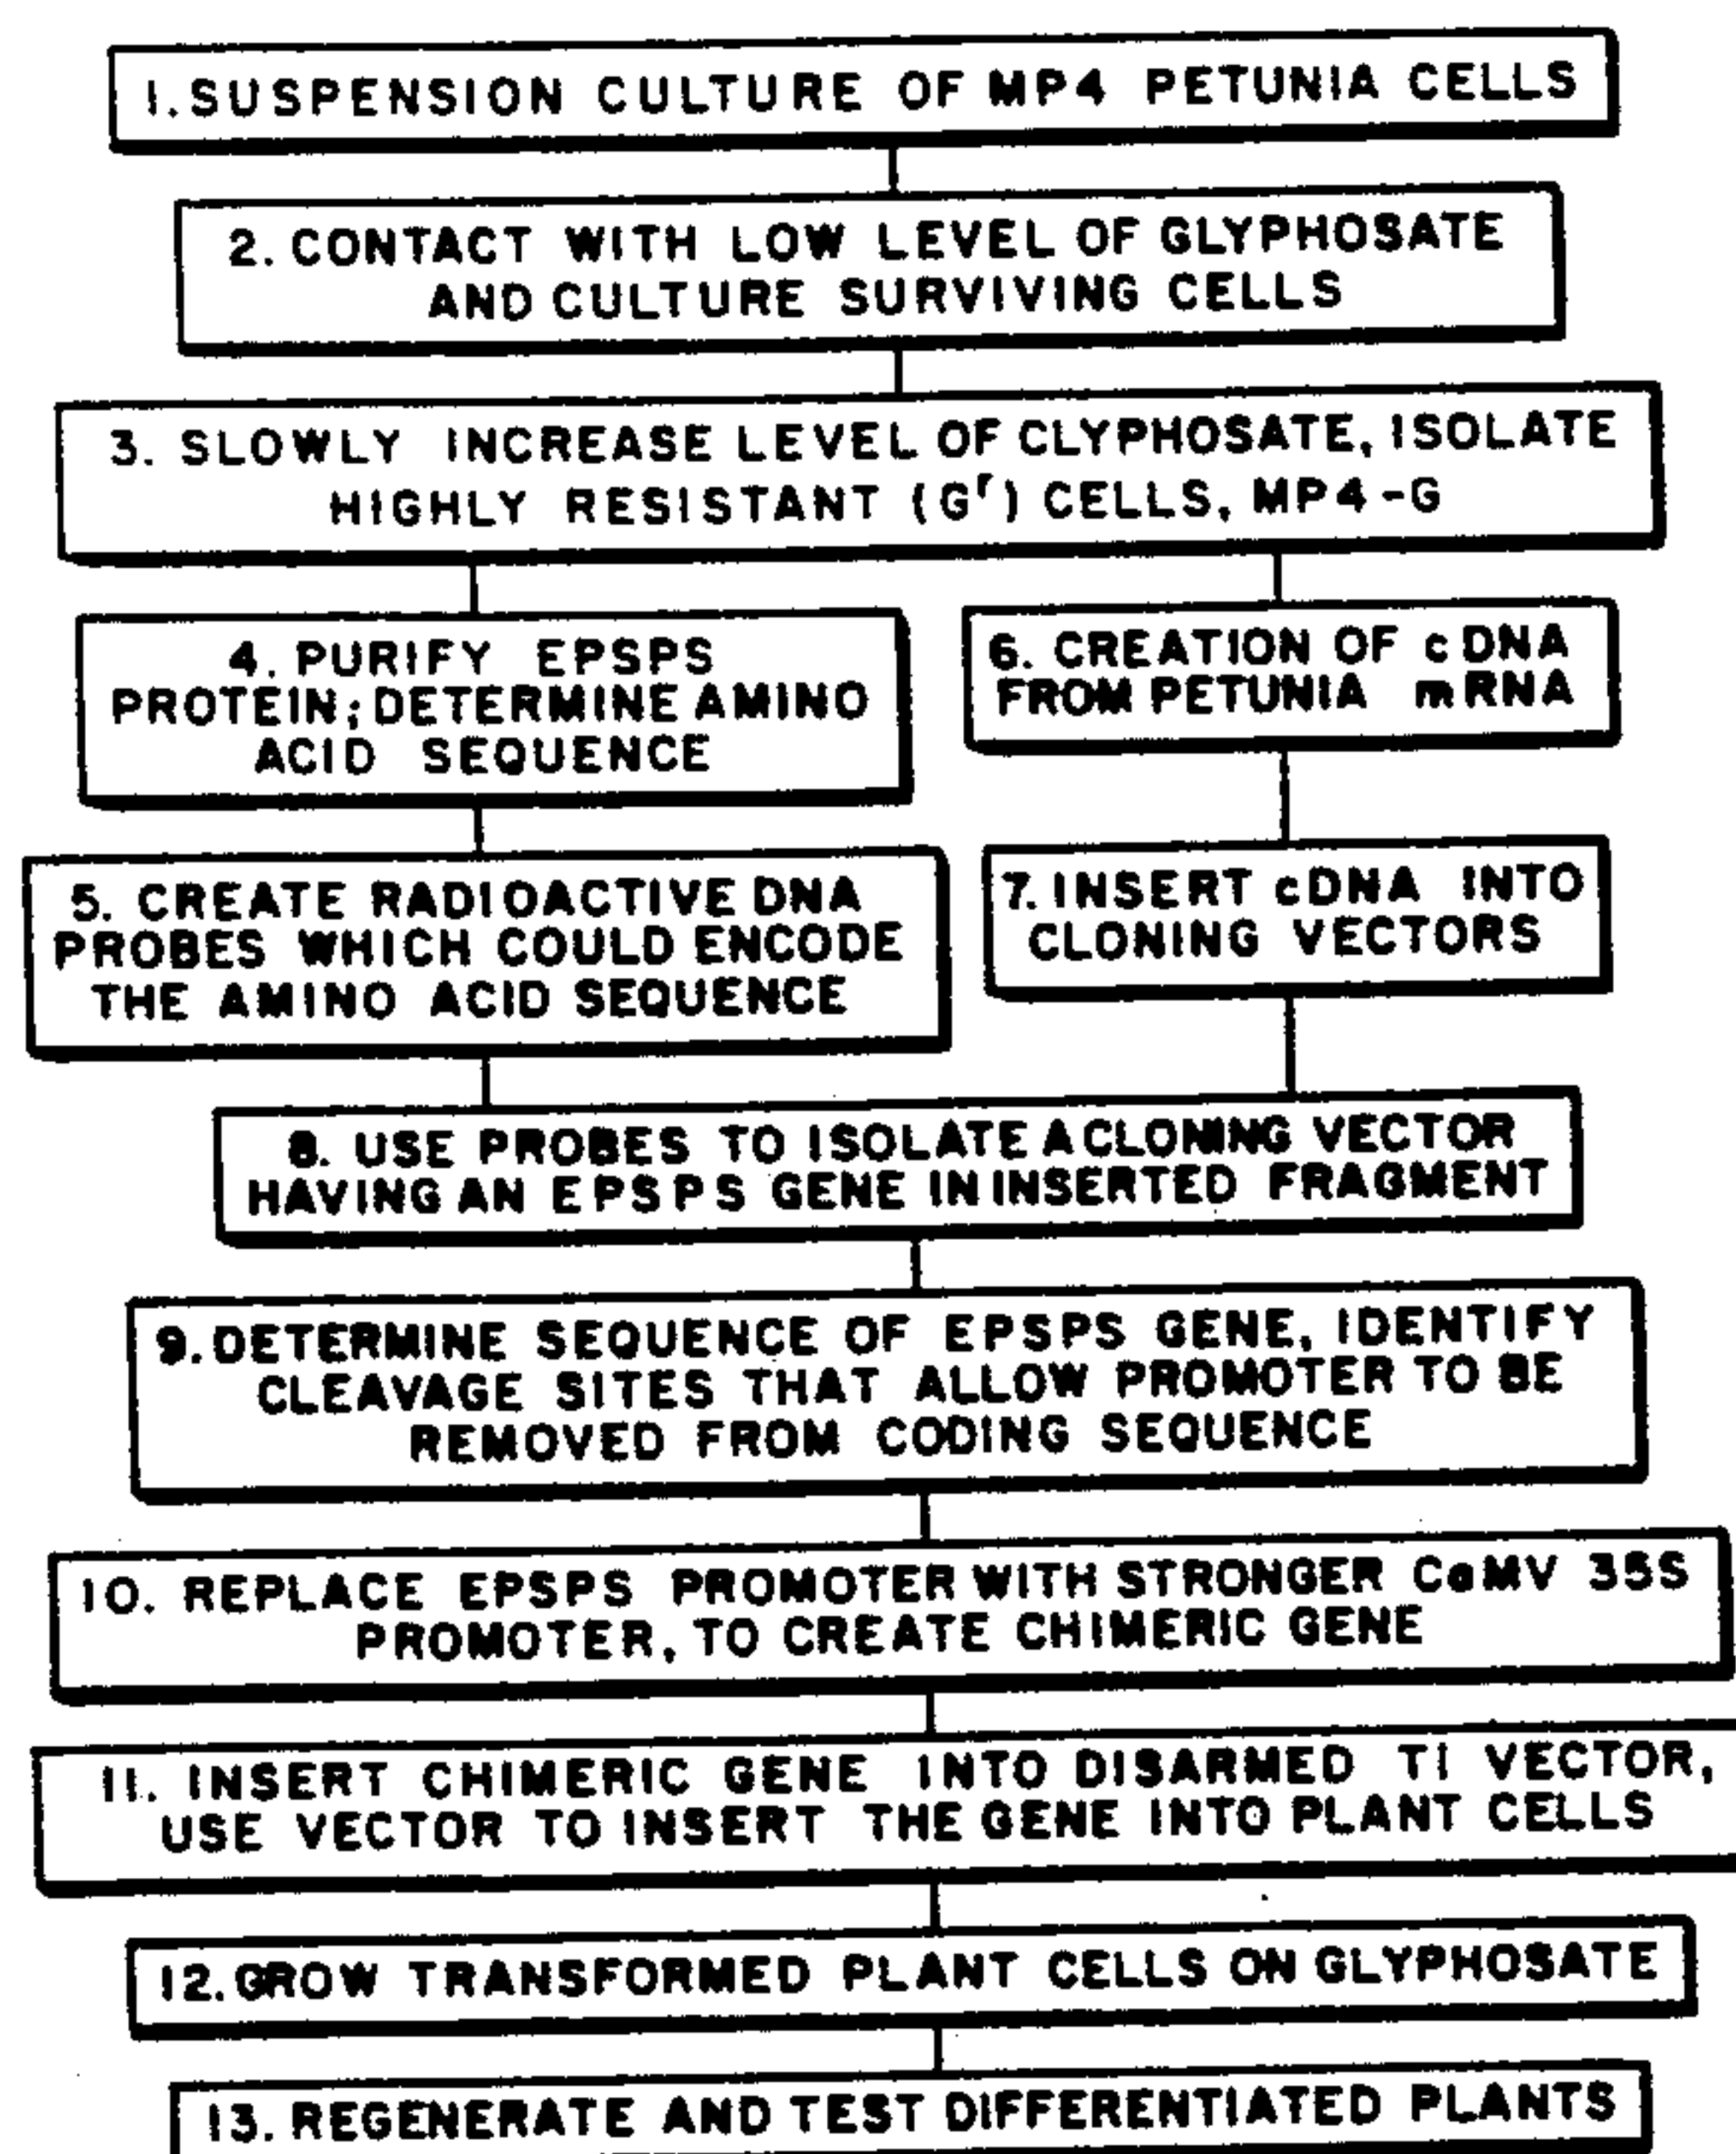 1. SUSPENSION CULTURE OF MP4 PETUNIA CELLS
2. CONTACT WITH LOW LEVEL OF GLYPHOSATE
AND CULTURE SURVIVING CELLS
3. SLOWLY INCREASE LEVEL OF CLYPHOSATE, ISOLATE
HIGHLY RESISTANT (Gʳ) CELLS, MP4-G
4. PURIFY EPSPS
PROTEIN; DETERMINE AMINO
ACID SEQUENCE
5. CREATE RADIOACTIVE DNA
PROBES WHICH COULD ENCODE
THE AMINO ACID SEQUENCE
6. CREATION OF cDNA
FROM PETUNIA mRNA
7. INSERT cDNA INTO
CLONING VECTORS
8. USE PROBES TO ISOLATE A CLONING VECTOR
HAVING AN EPSPS GENE IN INSERTED FRAGMENT
9. DETERMINE SEQUENCE OF EPSPS GENE, IDENTIFY
CLEAVAGE SITES THAT ALLOW PROMOTER TO BE
REMOVED FROM CODING SEQUENCE
10. REPLACE EPSPS PROMOTER WITH STRONGER CaMV 35S
PROMOTER, TO CREATE CHIMERIC GENE
11. INSERT CHIMERIC GENE INTO DISARMED TI VECTOR,
USE VECTOR TO INSERT THE GENE INTO PLANT CELLS
12. GROW TRANSFORMED PLANT CELLS ON GLYPHOSATE
13. REGENERATE AND TEST DIFFERENTIATED PLANTS